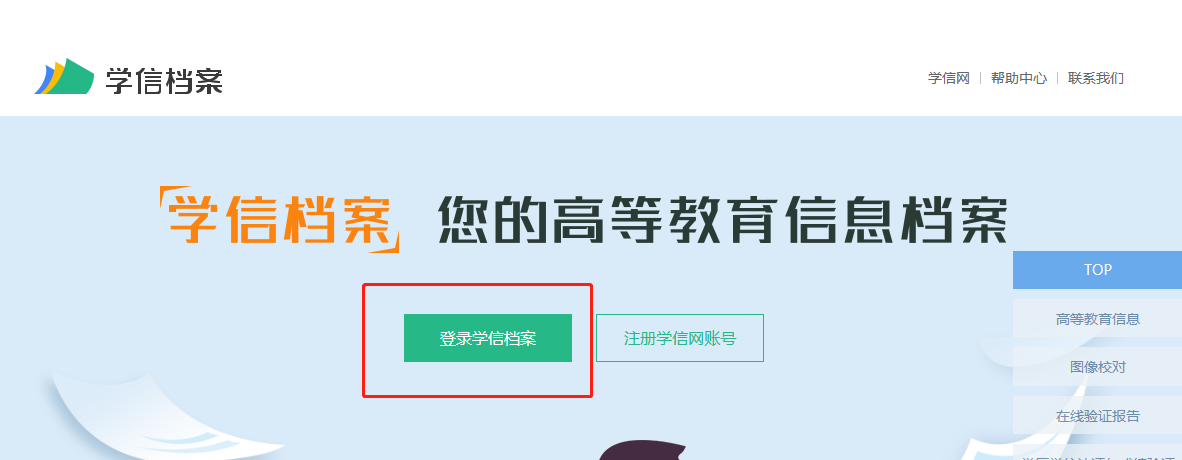 学信档案
学信网 | 帮助中心 | 联系我们
学信档案 您的高等教育信息档案
TOP
高等教育信息
登录学信档案 注册学信网账号
图像校对
在线验证报告